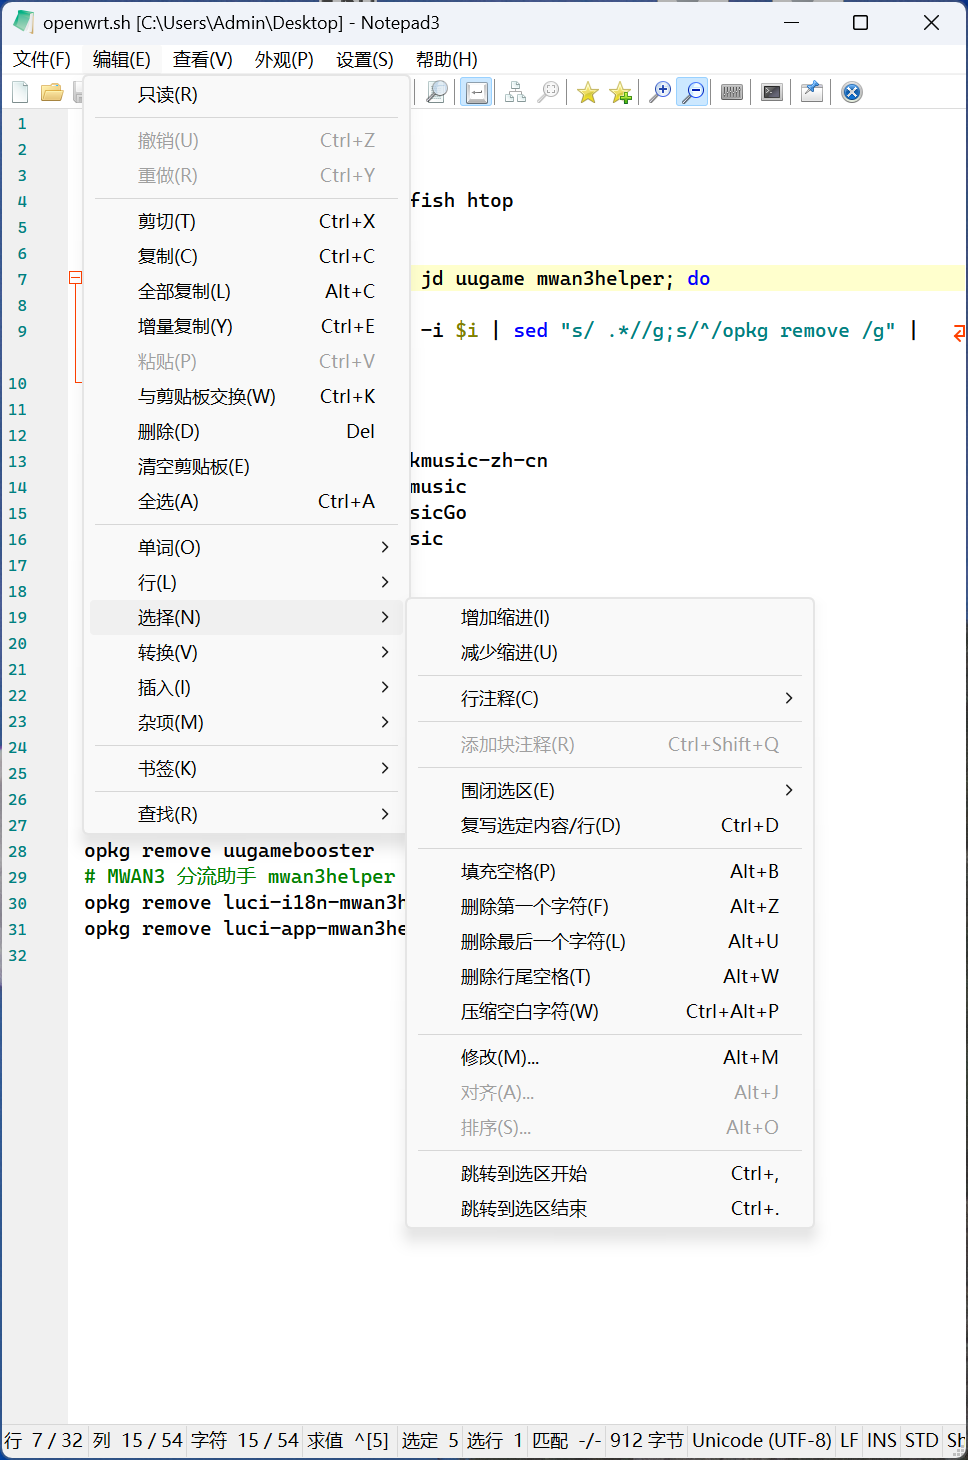 openwrt.sh [C:\Users\Admin\Desktop] - Notepad3
文件(F) 编辑(E) 查看(V) 外观(P) 设置(S) 帮助(H)
只读(R)
撤销(U) Ctrl+Z
重做(R) Ctrl+Y
剪切(T) Ctrl+X
复制(C) Ctrl+C
全部复制(L) Alt+C
增量复制(Y) Ctrl+E
粘贴(P) Ctrl+V
与剪贴板交换(W) Ctrl+K
删除(D) Del
清空剪贴板(E)
全选(A) Ctrl+A
单词(O)
行(L)
选择(N)
转换(V)
插入(I)
杂项(M)
书签(K)
查找(R)
增加缩进(I)
减少缩进(U)
行注释(C)
添加块注释(R) Ctrl+Shift+Q
围闭选区(E)
复写选定内容/行(D) Ctrl+D
填充空格(P) Alt+B
删除第一个字符(F) Alt+Z
删除最后一个字符(L) Alt+U
删除行尾空格(T) Alt+W
压缩空白字符(W) Ctrl+Alt+P
修改(M)... Alt+M
对齐(A)... Alt+J
排序(S)... Alt+O
跳转到选区开始 Ctrl+,
跳转到选区结束 Ctrl+.
1
2
3
4 fish htop
5
6
7 jd uugame mwan3helper; do
8
9 -i $i | sed "s/ .*//g;s/^/opkg remove /g" |
10
11
12
13 kmusic-zh-cn
14 music
15 sicGo
16 sic
17
18
19
20
21
22
23
24
25
26
27
28 opkg remove uugamebooster
29 # MWAN3 分流助手 mwan3helper
30 opkg remove luci-i18n-mwan3h
31 opkg remove luci-app-mwan3he
32
行 7 / 32 列 15 / 54 字符 15 / 54 求值 ^[5] 选定 5 选行 1 匹配 -/- 912 字节 Unicode (UTF-8) LF INS STD Sh